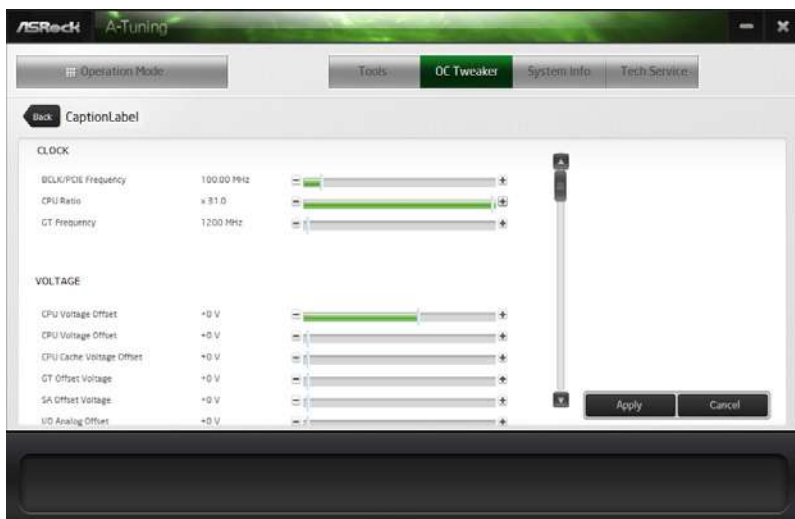 ASRock A-Tuning
Operation Mode
Tools
OC Tweaker
System Info
Tech Service
Back CaptionLabel
CLOCK
BCLK/PCIE Frequency 100.00 MHz
CPU Ratio x 31.0
GT Frequency 1200 MHz
VOLTAGE
CPU Voltage Offset +0 V
CPU Voltage Offset +0 V
CPU Cache Voltage Offset +0 V
GT Offset Voltage +0 V
SA Offset Voltage +0 V
I/O Analog Offset +0 V
Apply
Cancel